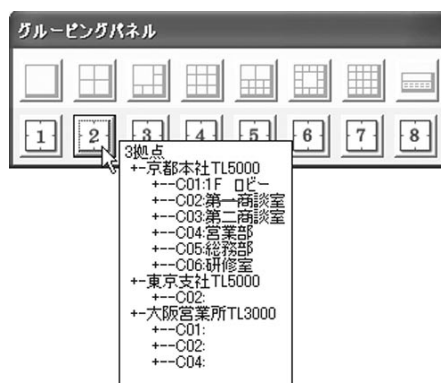 グルーピングパネル
1 2 3 4 5 6 7 8
3拠点
+-京都本社TL5000
+--C01:1F ロビー
+--C02:第一商談室
+--C03:第二商談室
+--C04:営業部
+--C05:総務部
+--C06:研修室
+-東京支社TL5000
+--C02:
+-大阪営業所TL3000
+--C01:
+--C02:
+--C04: